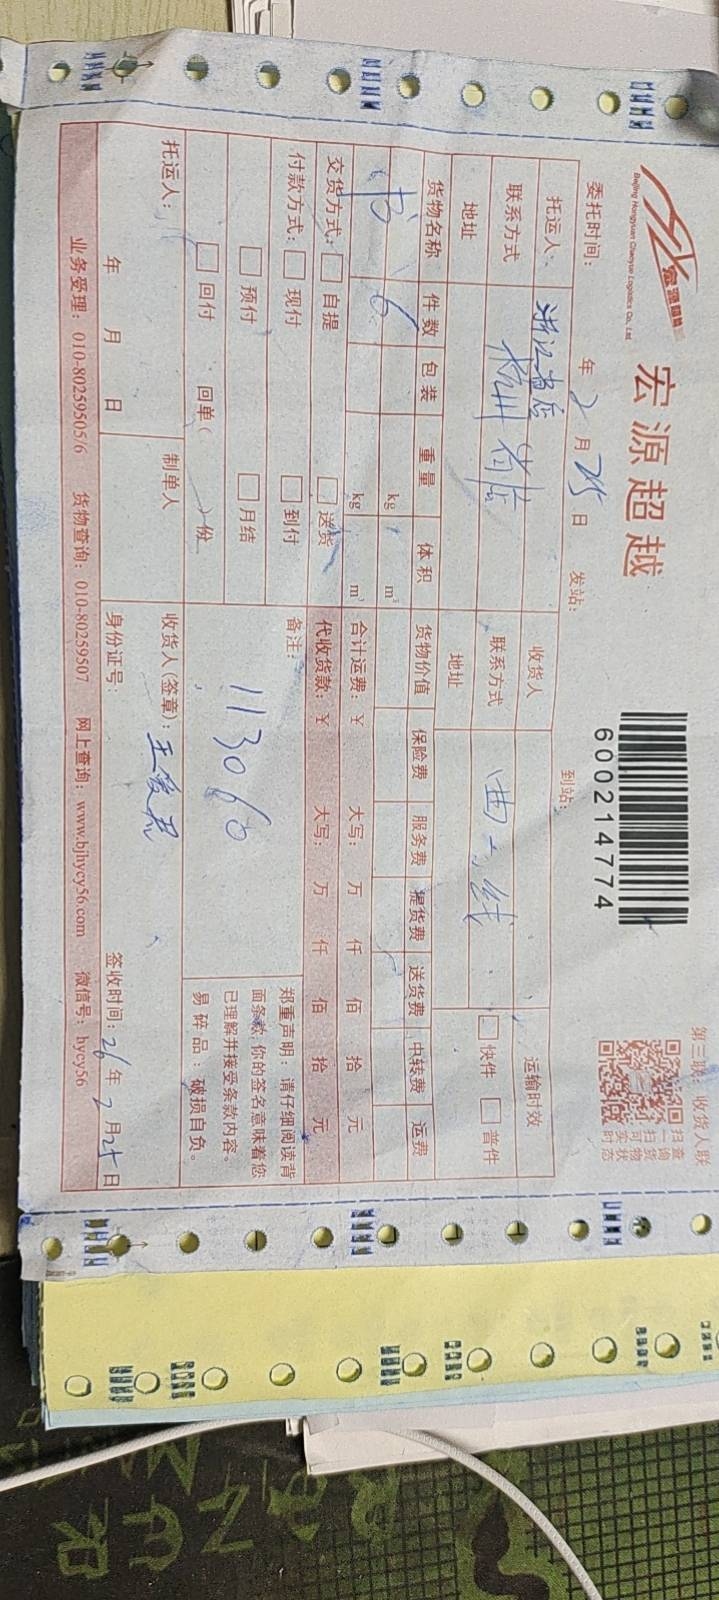 宏源超越
Beijing Hongyuan Chaoyue Logistics Co., Ltd.
600214774
第三联：收货人联
扫一扫可实时
查询货物状态
委托时间： 年 2 月 25 日 发站： 到站：
托运人 浙江书店 收货人 运输时效
联系方式 杭州 联系方式 快件 普件
地址 地址
货物名称 件数 包装 重量 体积 货物价值 保险费 服务费 提货费 送货费 中转费 运费
书 6 kg m³
kg m³ 合计运费：¥ 大写： 万 仟 佰 拾 元
交货方式： 自提 送货 代收货款：¥ 大写： 万 仟 佰 拾 元
付款方式： 现付 到付 备注：
预付 月结 113060
回付 回单( 份
郑重声明：请仔细阅读背
面条款，你的签名意味着您
已理解并接受条款内容。
易碎品：破损自负。
托运人： 制单人 收货人(签章)：
年 月 日 身份证号： 签收时间：26 年 2 月 25 日
业务受理：010-80259505/6 货物查询：010-80259507 网上查询：www.bjhycy56.com 微信号：hycy56